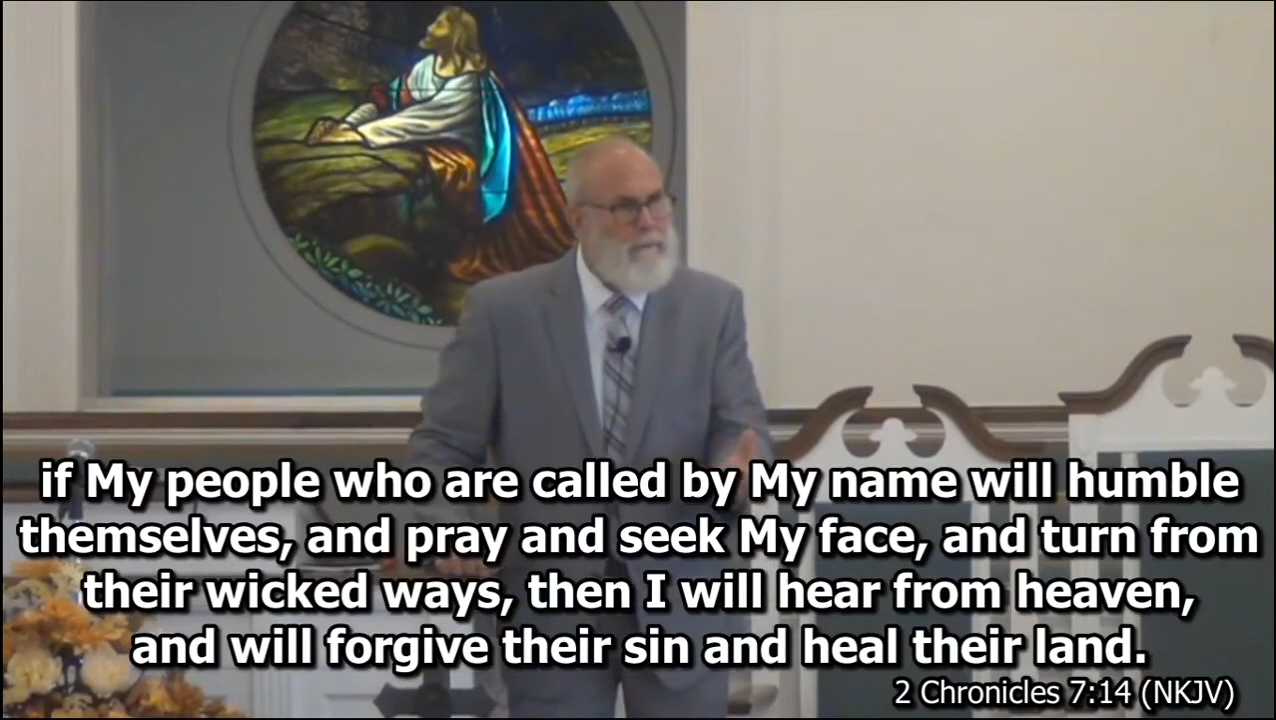 if My people who are called by My name will humble
themselves, and pray and seek My face, and turn from
their wicked ways, then I will hear from heaven,
and will forgive their sin and heal their land.
2 Chronicles 7:14 (NKJV)